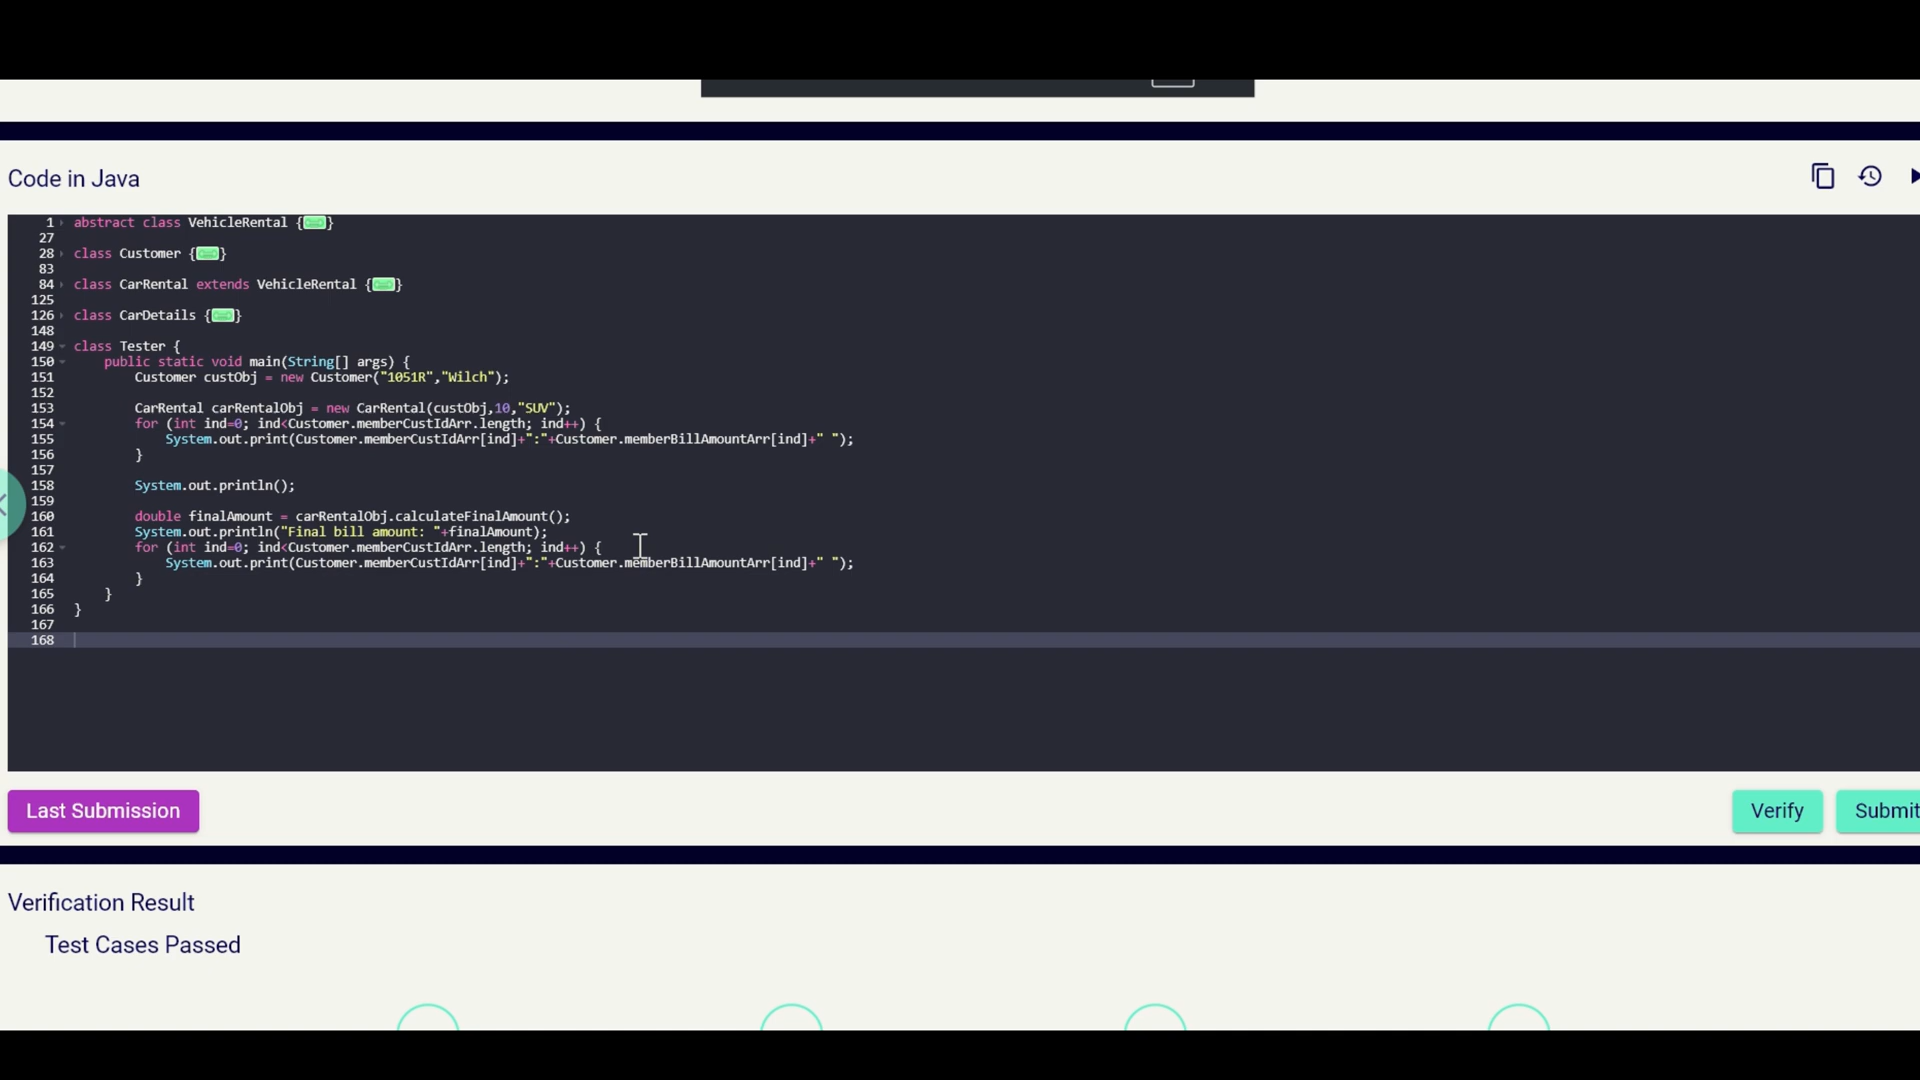 Code in Java
1 abstract class VehicleRental {}
27
28 class Customer {}
83
84 class CarRental extends VehicleRental {}
125
126 class CarDetails {}
148
149 class Tester {
150 public static void main(String[] args) {
151 Customer custObj = new Customer("1051R","Wilch");
152
153 CarRental carRentalObj = new CarRental(custObj,10,"SUV");
154 for (int ind=0; ind<Customer.memberCustIdArr.length; ind++) {
155 System.out.print(Customer.memberCustIdArr[ind]+":"+Customer.memberBillAmountArr[ind]+" ");
156 }
157
158 System.out.println();
159
160 double finalAmount = carRentalObj.calculateFinalAmount();
161 System.out.println("Final bill amount: "+finalAmount);
162 for (int ind=0; ind<Customer.memberCustIdArr.length; ind++) {
163 System.out.print(Customer.memberCustIdArr[ind]+":"+Customer.memberBillAmountArr[ind]+" ");
164 }
165 }
166 }
167
168
Last Submission
Verify
Submit
Verification Result
Test Cases Passed